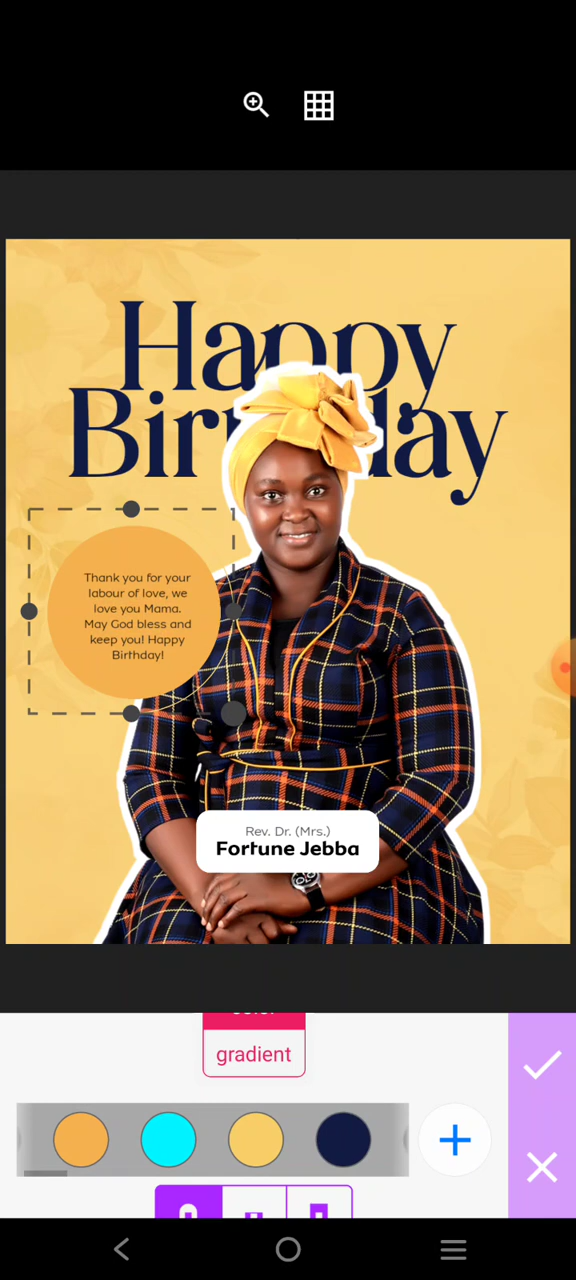 Happy
Birthday
Thank you for your
labour of love, we
love you Mama.
May God bless and
keep you! Happy
Birthday!
Rev. Dr. (Mrs.)
Fortune Jebba
color
gradient